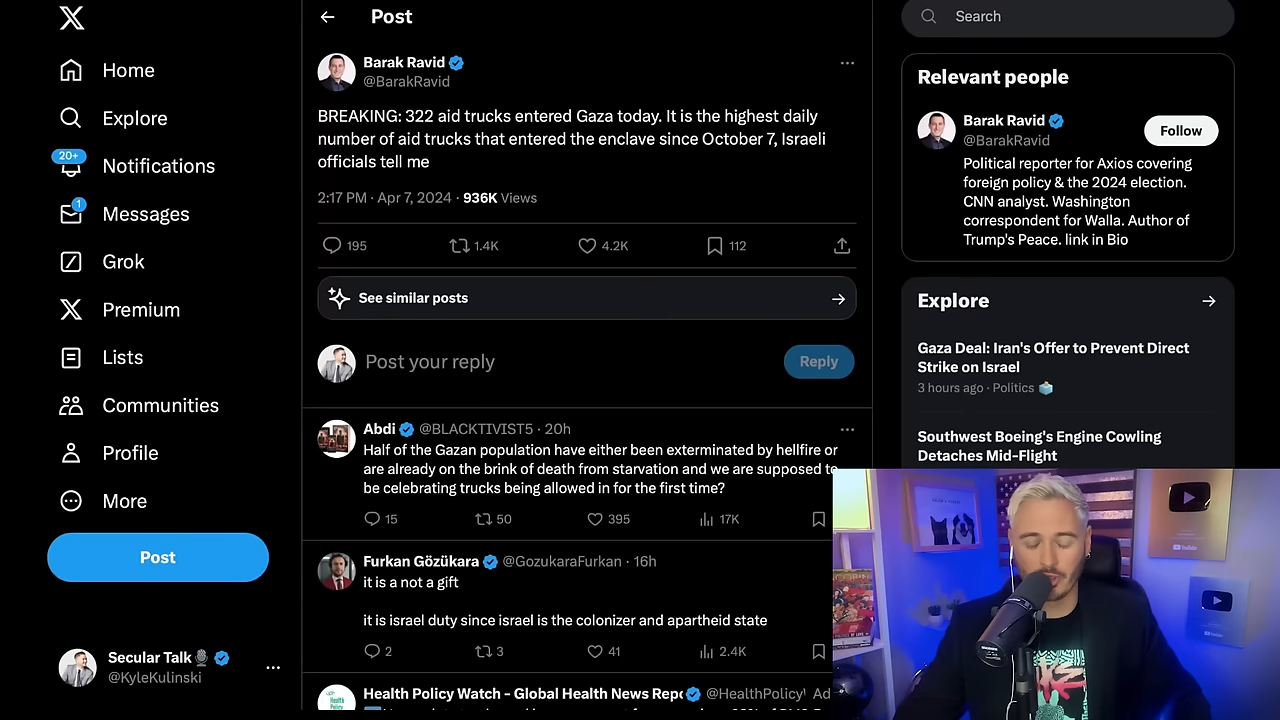 Home
Explore
20+
Notifications
1
Messages
Grok
Premium
Lists
Communities
Profile
More
Post
Secular Talk🎙️
@KyleKulinski
Post
Barak Ravid
@BarakRavid
BREAKING: 322 aid trucks entered Gaza today. It is the highest daily
number of aid trucks that entered the enclave since October 7, Israeli
officials tell me
2:17 PM · Apr 7, 2024 · 936K Views
195
1.4K
4.2K
112
See similar posts
Post your reply
Reply
Abdi @BLACKTIVIST5 · 20h
Half of the Gazan population have either been exterminated by hellfire or
are already on the brink of death from starvation and we are supposed to
be celebrating trucks being allowed in for the first time?
15
50
395
17K
Furkan Gözükara @GozukaraFurkan · 16h
it is a not a gift
it is israel duty since israel is the colonizer and apartheid state
2
3
41
2.4K
Health Policy Watch - Global Health News Repo @HealthPolicyW Ad
Search
Relevant people
Barak Ravid
@BarakRavid
Follow
Political reporter for Axios covering
foreign policy & the 2024 election.
CNN analyst. Washington
correspondent for Walla. Author of
Trump's Peace. link in Bio
Explore
Gaza Deal: Iran's Offer to Prevent Direct
Strike on Israel
3 hours ago · Politics
Southwest Boeing's Engine Cowling
Detaches Mid-Flight